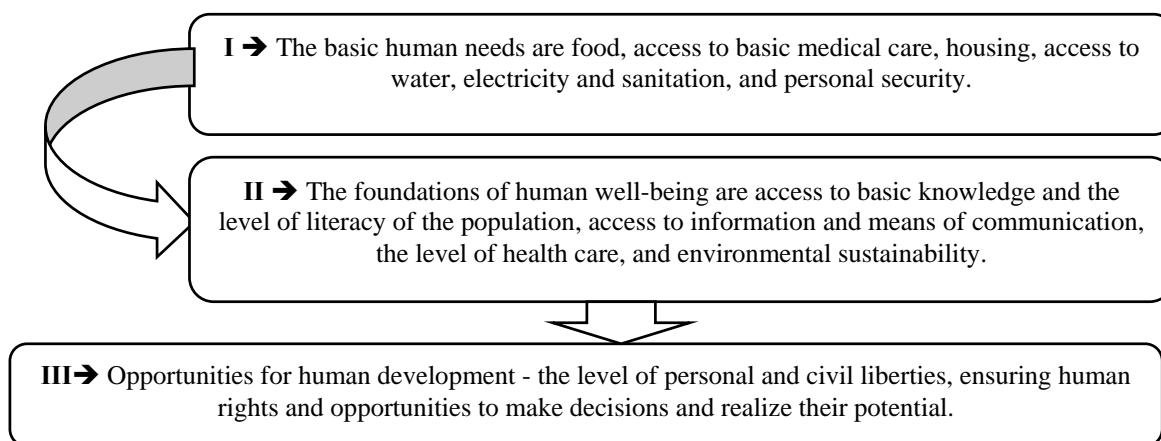 I ➔ The basic human needs are food, access to basic medical care, housing, access to
water, electricity and sanitation, and personal security.
II ➔ The foundations of human well-being are access to basic knowledge and the
level of literacy of the population, access to information and means of communication,
the level of health care, and environmental sustainability.
III➔ Opportunities for human development - the level of personal and civil liberties, ensuring human
rights and opportunities to make decisions and realize their potential.